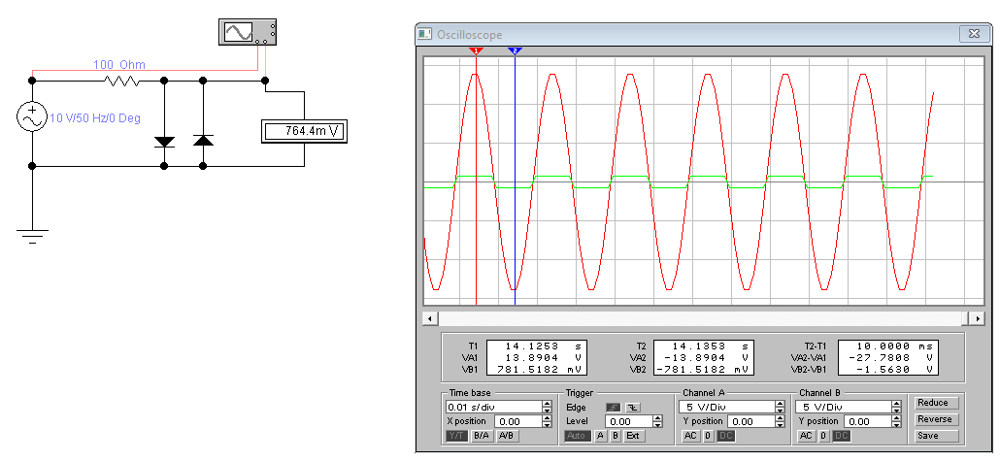 Oscilloscope
100 Ohm
10 V/50 Hz/0 Deg
764.4m V
1 2
T1 14.1253 s T2 14.1353 s T2-T1 10.0000 ms
VA1 13.8904 V VA2 -13.8904 V VA2-VA1 -27.7808 V
VB1 781.5182 mV VB2 -781.5182 mV VB2-VB1 -1.5630 V
Time base Trigger Channel A Channel B
0.01 s/div Edge 5 V/Div 5 V/Div Reduce
X position 0.00 Level 0.00 Y position 0.00 Y position 0.00 Reverse
Y/T B/A A/B Auto A B Ext AC 0 DC AC 0 DC Save